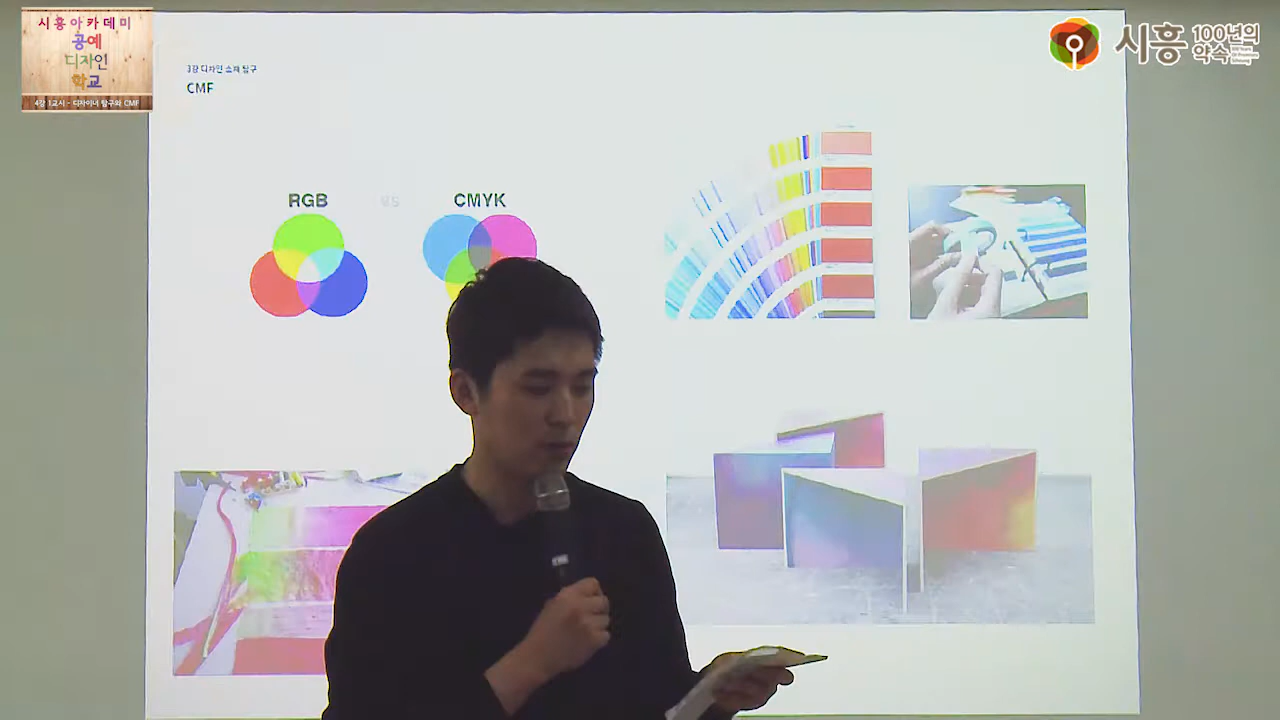 시흥아카데미
공예
디자인
학교
4강 1교시 - 디자이너 탐구와 CMF
시흥
100년의
약속
3강 디자인 소재 탐구
CMF
RGB
vs
CMYK